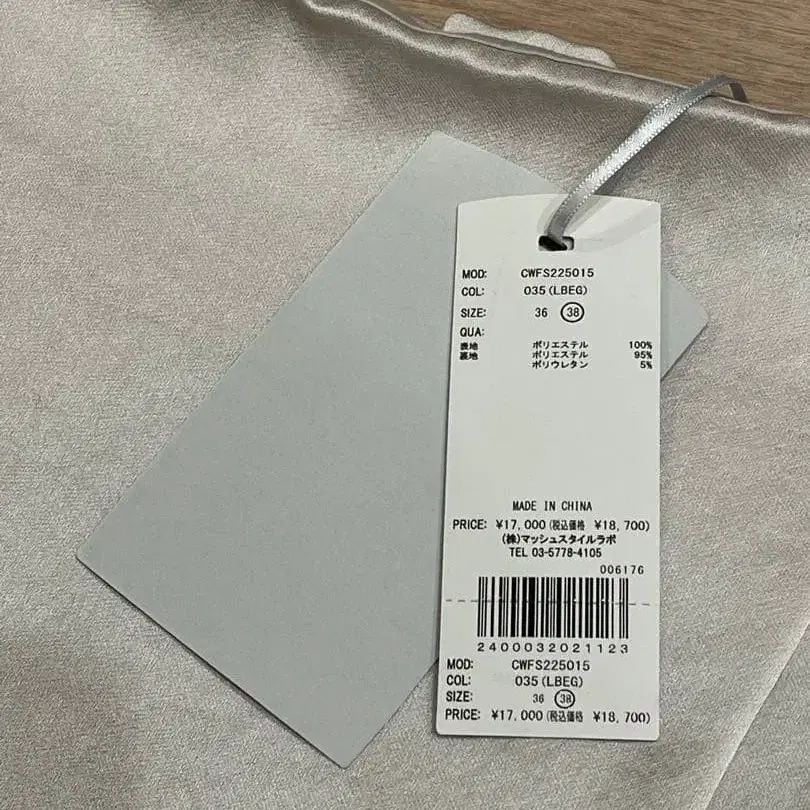 MOD: CWFS225015
COL: 035(LBEG)
SIZE: 36 38
QUA:
表地 ポリエステル 100%
裏地 ポリエステル 95%
ポリウレタン 5%
MADE IN CHINA
PRICE: ¥17,000(税込価格 ¥18,700)
(株)マッシュスタイルラボ
TEL 03-5778-4105
006176
2400032021123
MOD: CWFS225015
COL: 035(LBEG)
SIZE: 36 38
PRICE: ¥17,000(税込価格 ¥18,700)